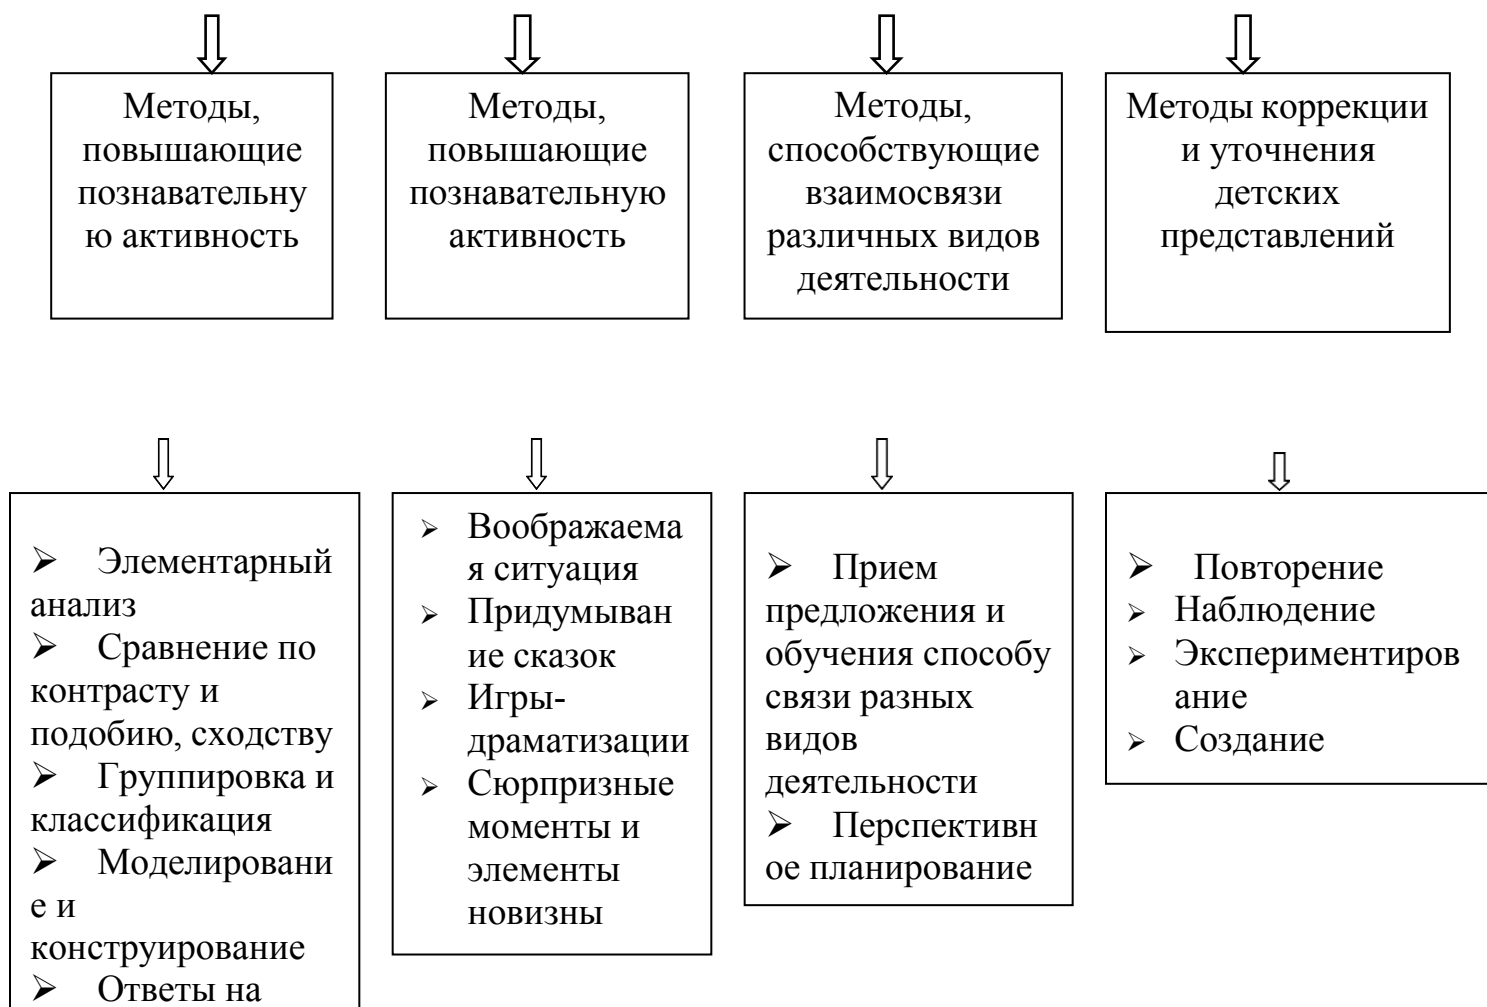 Методы,
повышающие
познавательну
ю активность
Методы,
повышающие
познавательную
активность
Методы,
способствующие
взаимосвязи
различных видов
деятельности
Методы коррекции
и уточнения
детских
представлений
➢ Элементарный
анализ
➢ Сравнение по
контрасту и
подобию, сходству
➢ Группировка и
классификация
➢ Моделировани
е и
конструирование
➢ Ответы на
➢ Воображаема
я ситуация
➢ Придумыван
ие сказок
➢ Игры-
драматизации
➢ Сюрпризные
моменты и
элементы
новизны
➢ Прием
предложения и
обучения способу
связи разных
видов
деятельности
➢ Перспективн
ое планирование
➢ Повторение
➢ Наблюдение
➢ Экспериментиров
ание
➢ Создание